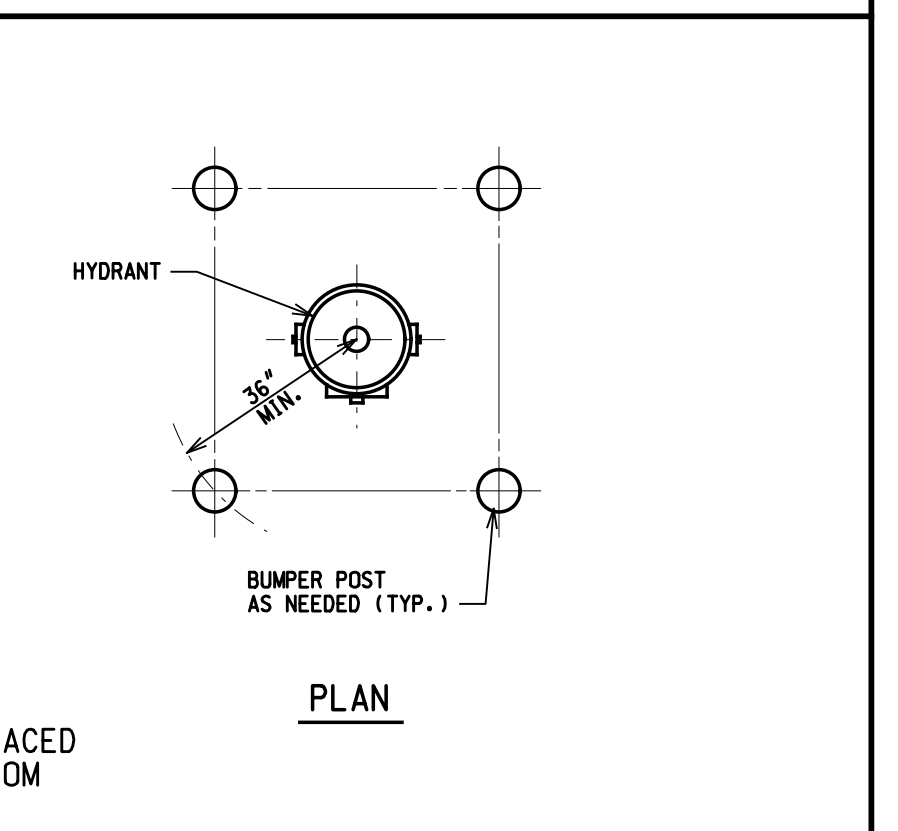 HYDRANT
36"
MIN.
BUMPER POST
AS NEEDED (TYP.)
PLAN
ACED
OM